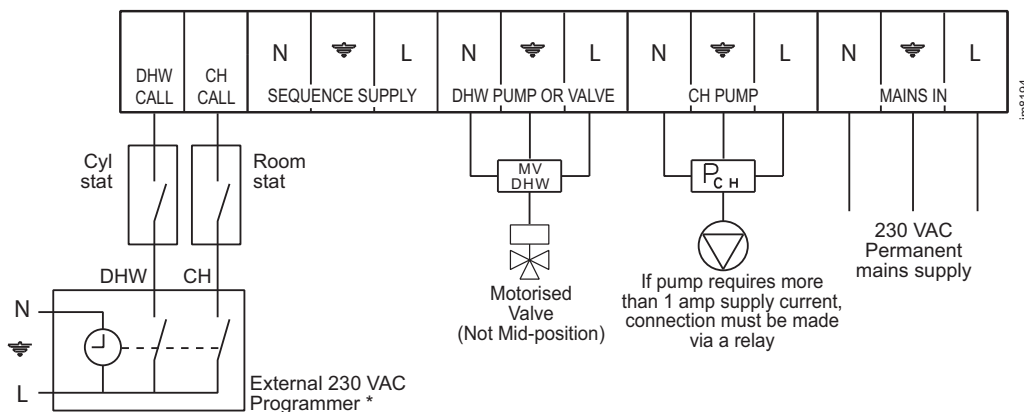 N L N L N L N L
DHW CALL
CH CALL
SEQUENCE SUPPLY
DHW PUMP OR VALVE
CH PUMP
MAINS IN
jm8494
Cyl
stat
Room
stat
MV
DHW
P CH
DHW CH
N
L
External 230 VAC
Programmer *
Motorised
Valve
(Not Mid-position)
If pump requires more
than 1 amp supply current,
connection must be made
via a relay
230 VAC
Permanent
mains supply